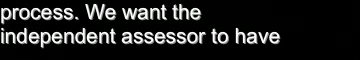 process. We want the
independent assessor to have